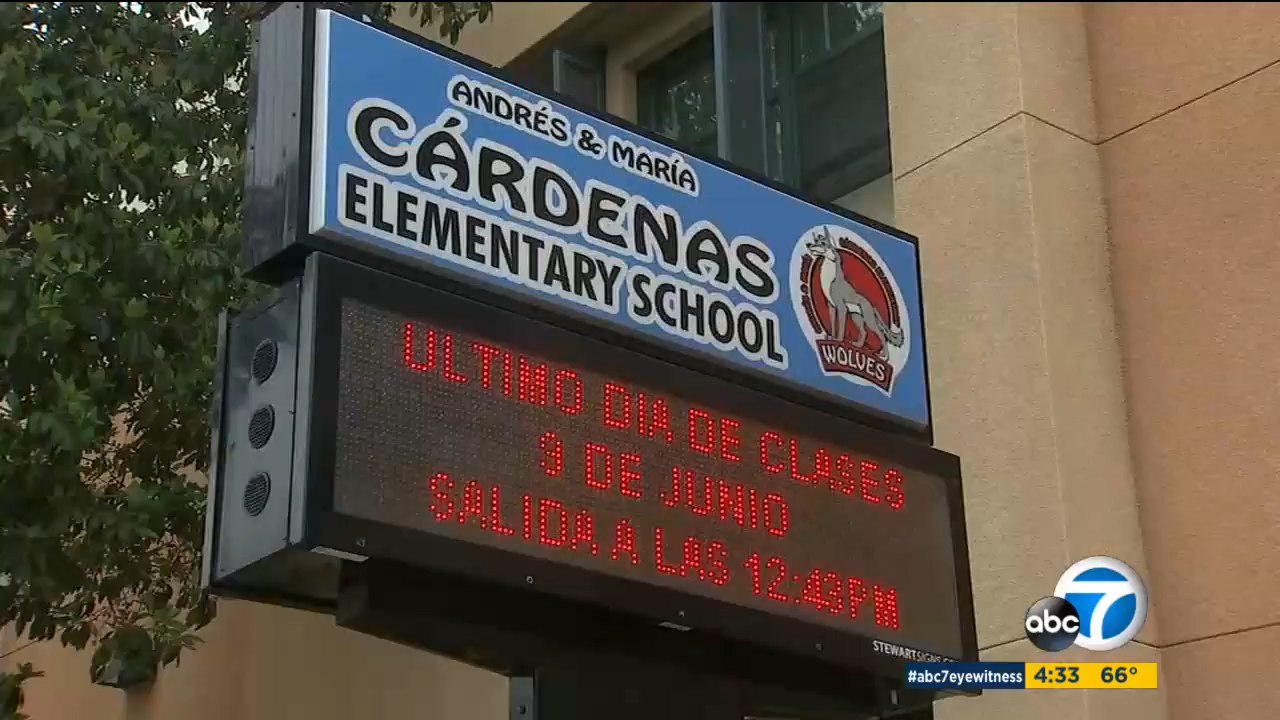 ANDRÉS & MARÍA
CÁRDENAS
ELEMENTARY SCHOOL
WOLVES
ULTIMO DIA DE CLASES
9 DE JUNIO
SALIDA A LAS 12:43PM
STEWARTSIGNS.
abc 7
#abc7eyewitness 4:33 66°